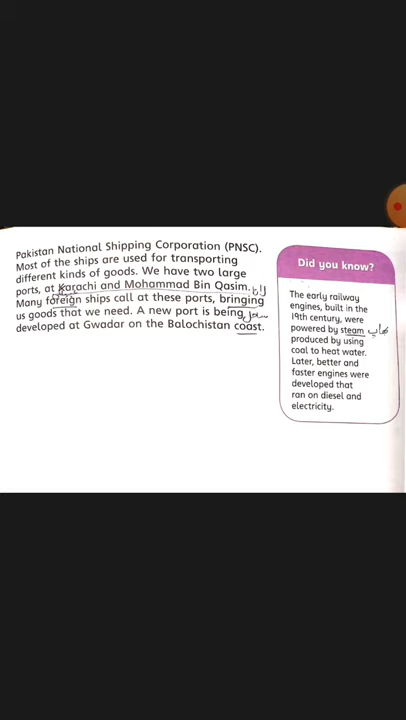 Pakistan National Shipping Corporation (PNSC).
Most of the ships are used for transporting
different kinds of goods. We have two large
ports, at Karachi and Mohammad Bin Qasim. لانا
Many foreign ships call at these ports, bringing
us goods that we need. A new port is being ساحل
developed at Gwadar on the Balochistan coast.
Did you know?
The early railway
engines, built in the
19th century, were
powered by steam بھاپ
produced by using
coal to heat water.
Later, better and
faster engines were
developed that
ran on diesel and
electricity.